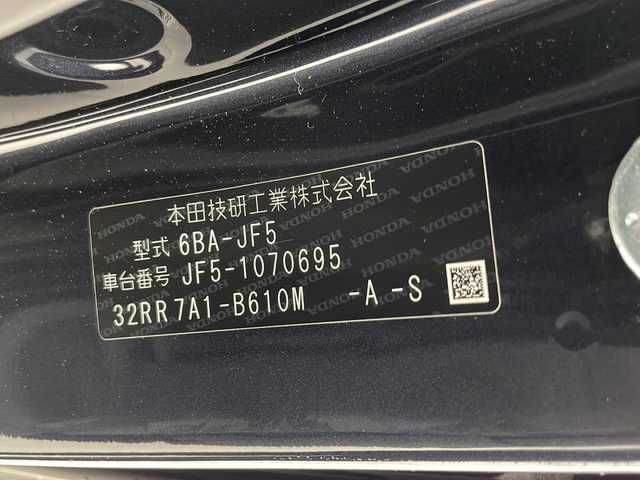 本田技研工業株式会社
型式 6BA-JF5
車台番号 JF5-1070695
32RR7A1-B610M -A-S